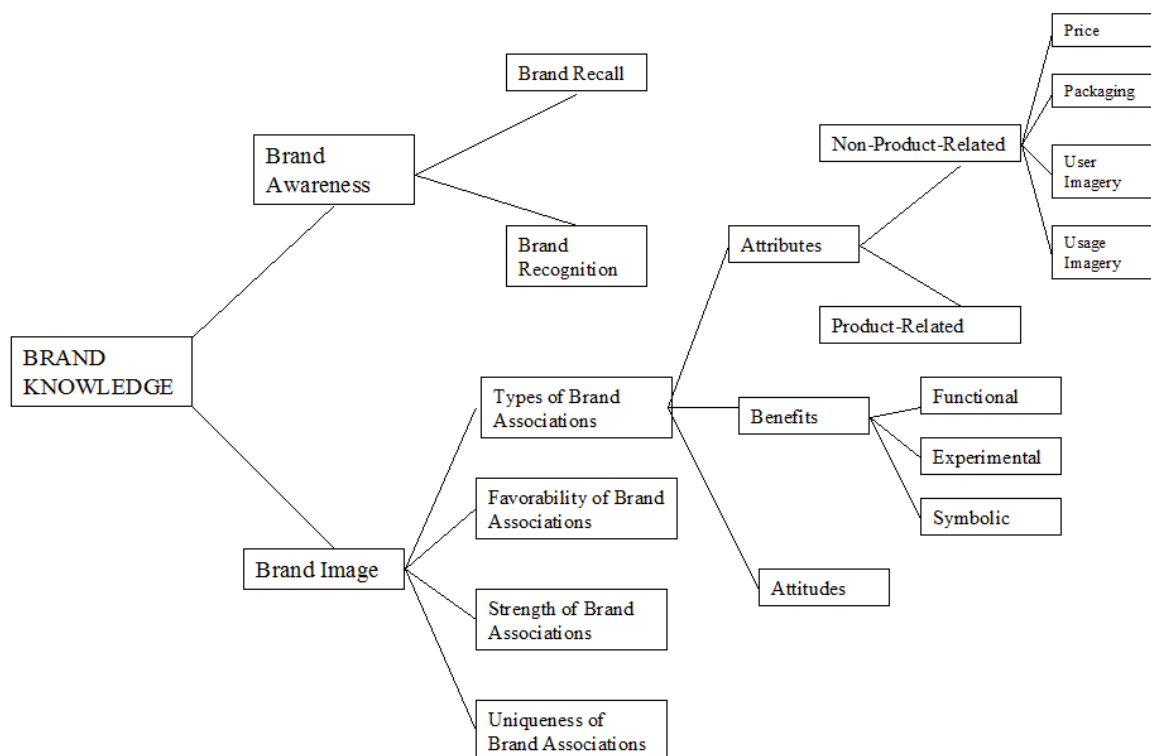 Price
Brand Recall
Packaging
Non-Product-Related
Brand
Awareness
User
Imagery
Brand
Recognition
Attributes
Usage
Imagery
Product-Related
BRAND
KNOWLEDGE
Types of Brand
Associations
Benefits
Functional
Experimental
Favorability of Brand
Associations
Symbolic
Brand Image
Attitudes
Strength of Brand
Associations
Uniqueness of
Brand Associations